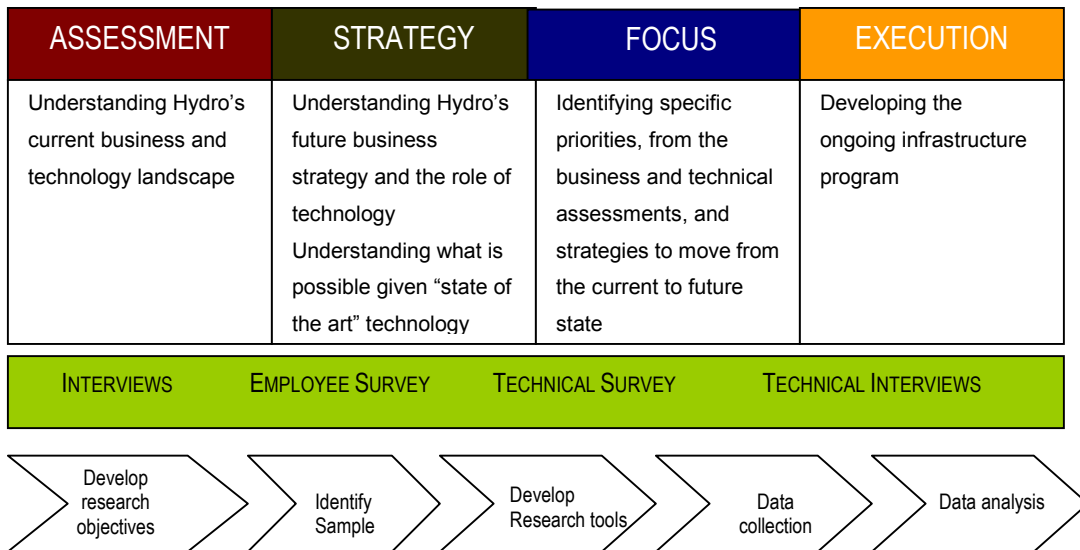 ASSESSMENT
STRATEGY
FOCUS
EXECUTION
Understanding Hydro's
current business and
technology landscape
Understanding Hydro's
future business
strategy and the role of
technology
Understanding what is
possible given “state of
the art” technology
Identifying specific
priorities, from the
business and technical
assessments, and
strategies to move from
the current to future
state
Developing the
ongoing infrastructure
program
INTERVIEWS
EMPLOYEE SURVEY
TECHNICAL SURVEY
TECHNICAL INTERVIEWS
Develop
research
objectives
Identify
Sample
Develop
Research tools
Data
collection
Data analysis